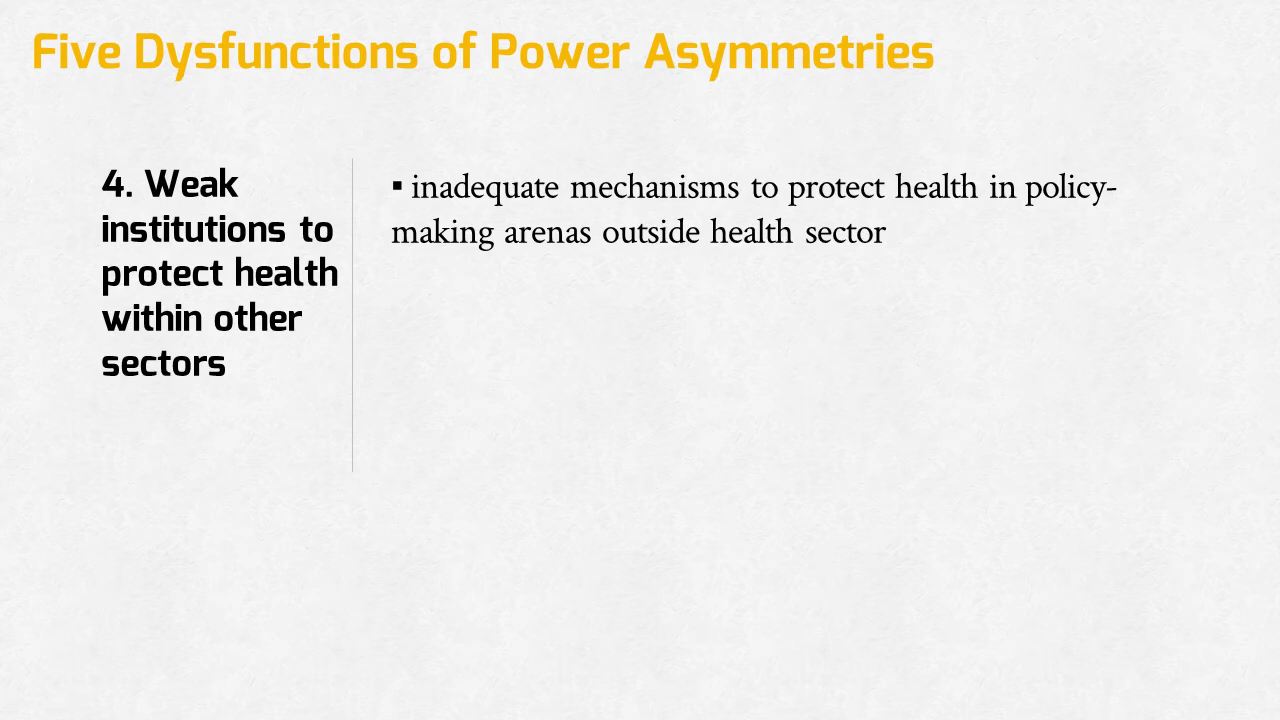 Five Dysfunctions of Power Asymmetries
4. Weak
institutions to
protect health
within other
sectors
▪ inadequate mechanisms to protect health in policy-
making arenas outside health sector